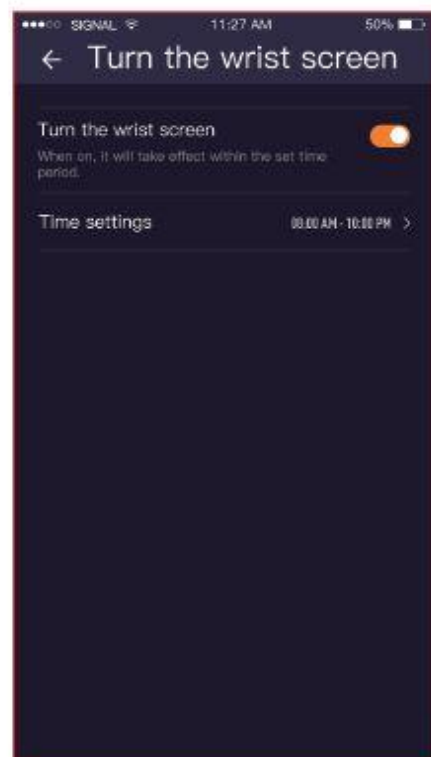 SIGNAL 11:27 AM 50%
Turn the wrist screen
Turn the wrist screen
When on, it will take effect within the set time
period.
Time settings 08:00 AM - 10:00 PM